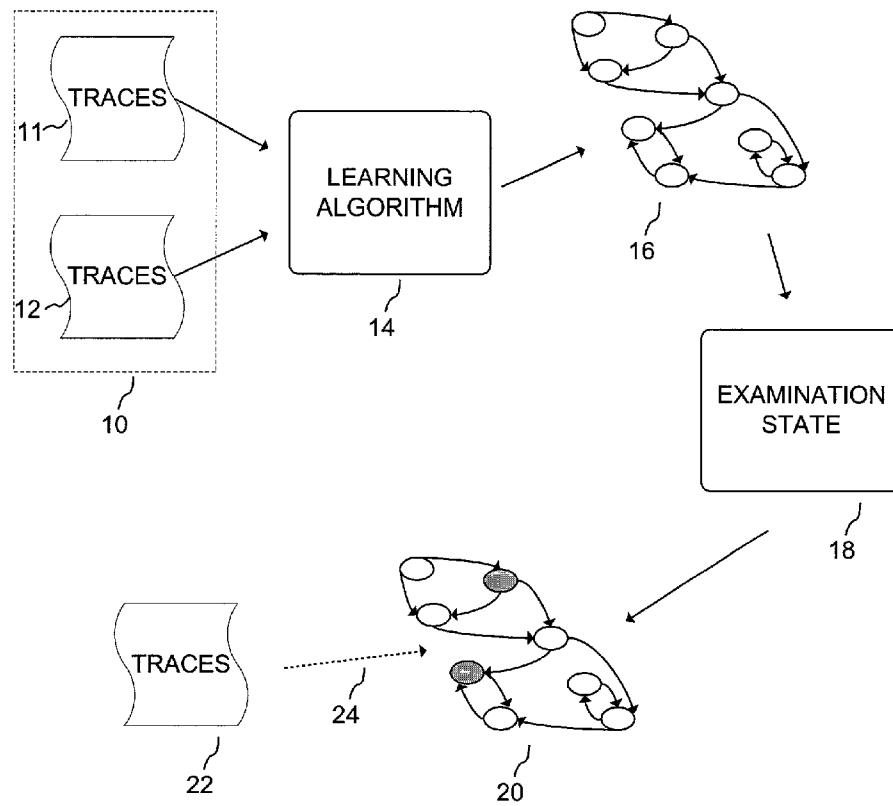 TRACES
11
TRACES
12
10
LEARNING
ALGORITHM
14
16
EXAMINATION
STATE
18
TRACES
22
24
20